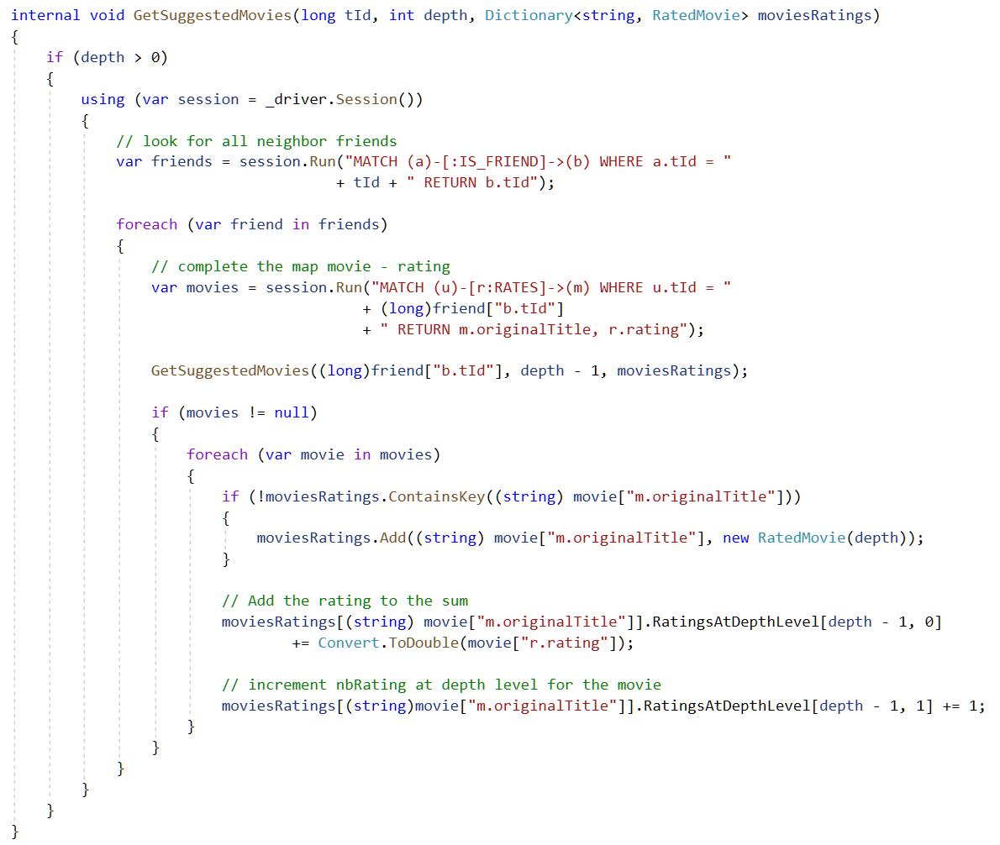 internal void GetSuggestedMovies(long tId, int depth, Dictionary<string, RatedMovie> moviesRatings)
{
    if (depth > 0)
    {
        using (var session = _driver.Session())
        {
            // look for all neighbor friends
            var friends = session.Run("MATCH (a)-[:IS_FRIEND]->(b) WHERE a.tId = "
                                     + tId + " RETURN b.tId");

            foreach (var friend in friends)
            {
                // complete the map movie - rating
                var movies = session.Run("MATCH (u)-[r:RATES]->(m) WHERE u.tId = "
                                        + (long)friend["b.tId"]
                                        + " RETURN m.originalTitle, r.rating");

                GetSuggestedMovies((long)friend["b.tId"], depth - 1, moviesRatings);

                if (movies != null)
                {
                    foreach (var movie in movies)
                    {
                        if (!moviesRatings.ContainsKey((string) movie["m.originalTitle"]))
                        {
                            moviesRatings.Add((string) movie["m.originalTitle"], new RatedMovie(depth));
                        }

                        // Add the rating to the sum
                        moviesRatings[(string) movie["m.originalTitle"]].RatingsAtDepthLevel[depth - 1, 0]
                                += Convert.ToDouble(movie["r.rating"]);

                        // increment nbRating at depth level for the movie
                        moviesRatings[(string)movie["m.originalTitle"]].RatingsAtDepthLevel[depth - 1, 1] += 1;
                    }
                }
            }
        }
    }
}